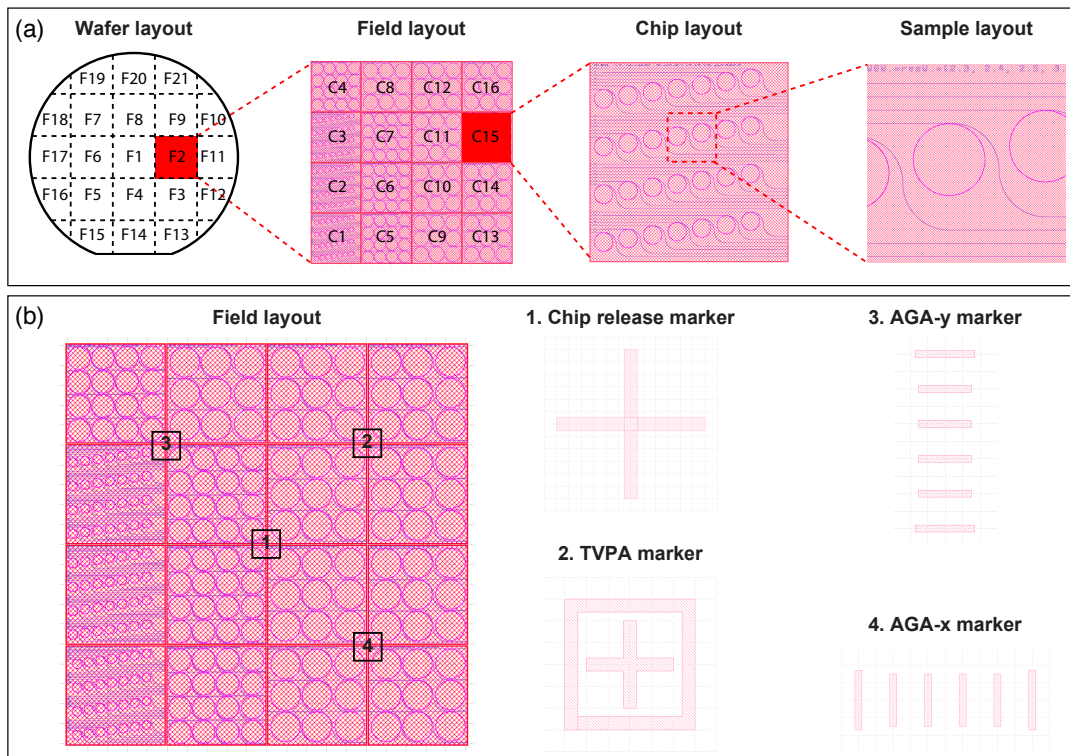 (a) Wafer layout Field layout Chip layout Sample layout
F19 F20 F21
F18 F7 F8 F9 F10
F17 F6 F1 F2 F11
F16 F5 F4 F3 F12
F15 F14 F13
C4 C8 C12 C16
C3 C7 C11 C15
C2 C6 C10 C14
C1 C5 C9 C13
(b) Field layout
3 2
1
4
1. Chip release marker
2. TVPA marker
3. AGA-y marker
4. AGA-x marker